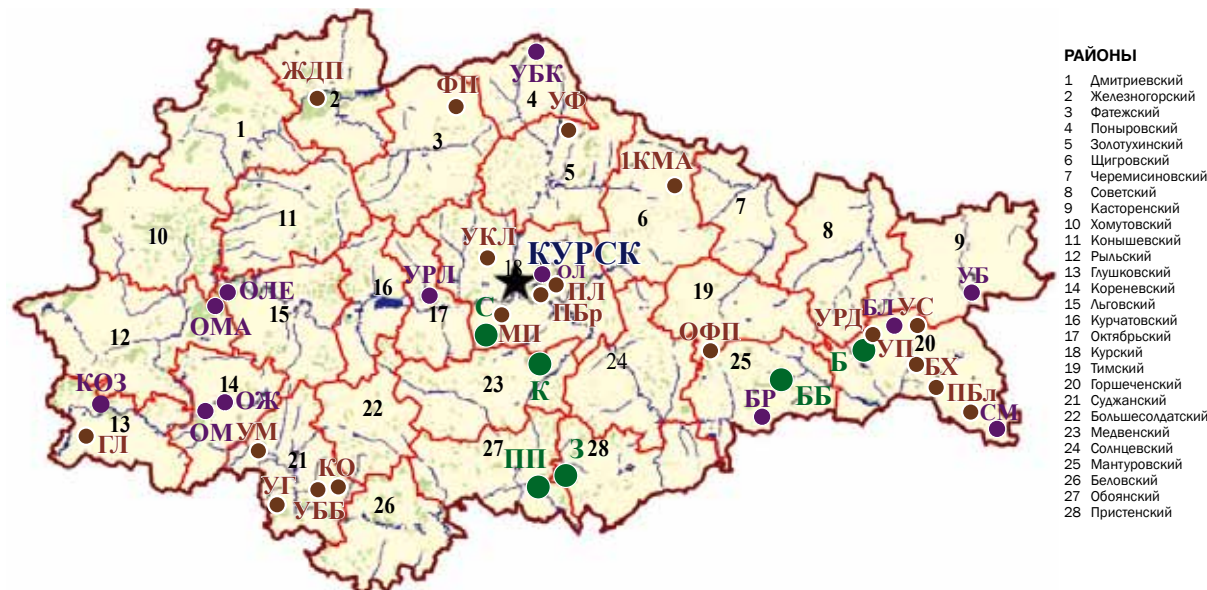 ЖДП
2
ФП
УБК
4
УФ
1
3
5
1КМА
6
7
8
9
10
11
УКЛ
КУРСК
18
ОЛ
ПЛ
ПБр
УРЛ
16
17
С
МП
19
УБ
ОЛЕ
ОМА
15
12
УРД
БЛ
УС
УП
20
Б
БХ
ПБл
СМ
ОФП
25
ББ
БР
24
23
К
КОЗ
13
ГЛ
14
ОЖ
ОМ
УМ
22
21
КО
УГ
УББ
26
27
ПП
З
28
РАЙОНЫ
1 Дмитриевский
2 Железногорский
3 Фатежский
4 Поныровский
5 Золотухинский
6 Щигровский
7 Черемисиновский
8 Советский
9 Касторенский
10 Хомутовский
11 Конышевский
12 Рыльский
13 Глушковский
14 Кореневский
15 Льговский
16 Курчатовский
17 Октябрьский
18 Курский
19 Тимский
20 Горшеченский
21 Суджанский
22 Большесолдатский
23 Медвенский
24 Солнцевский
25 Мантуровский
26 Беловский
27 Обоянский
28 Пристенский